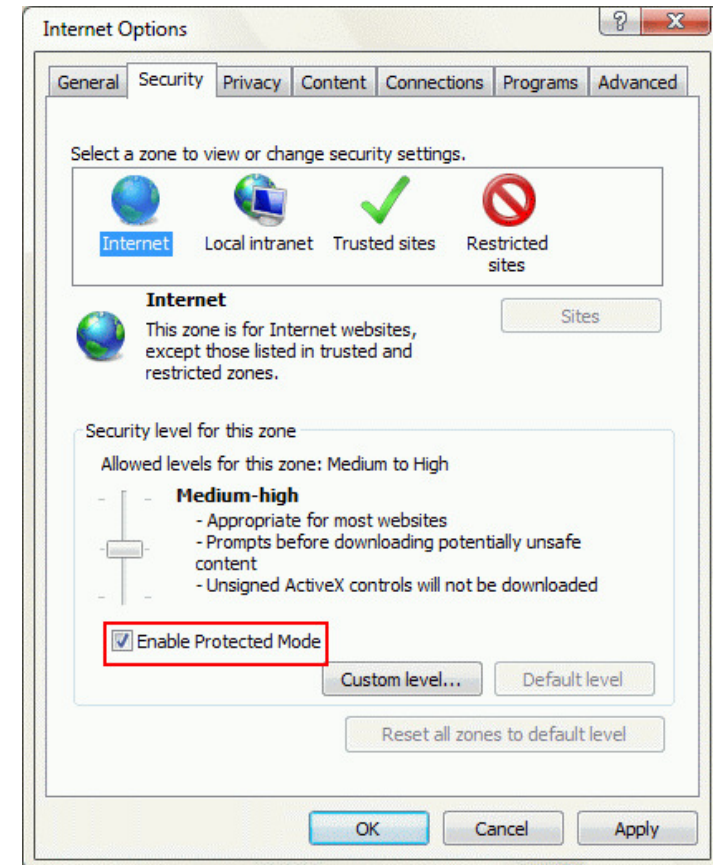 Internet Options
?
X
General Security Privacy Content Connections Programs Advanced
Select a zone to view or change security settings.
Internet Local intranet Trusted sites Restricted
sites
Internet
Sites
This zone is for Internet websites,
except those listed in trusted and
restricted zones.
Security level for this zone
Allowed levels for this zone: Medium to High
Medium-high
- Appropriate for most websites
- Prompts before downloading potentially unsafe
content
- Unsigned ActiveX controls will not be downloaded
Enable Protected Mode
Custom level... Default level
Reset all zones to default level
OK Cancel Apply